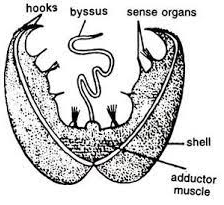 hooks byssus sense organs
shell
adductor
muscle